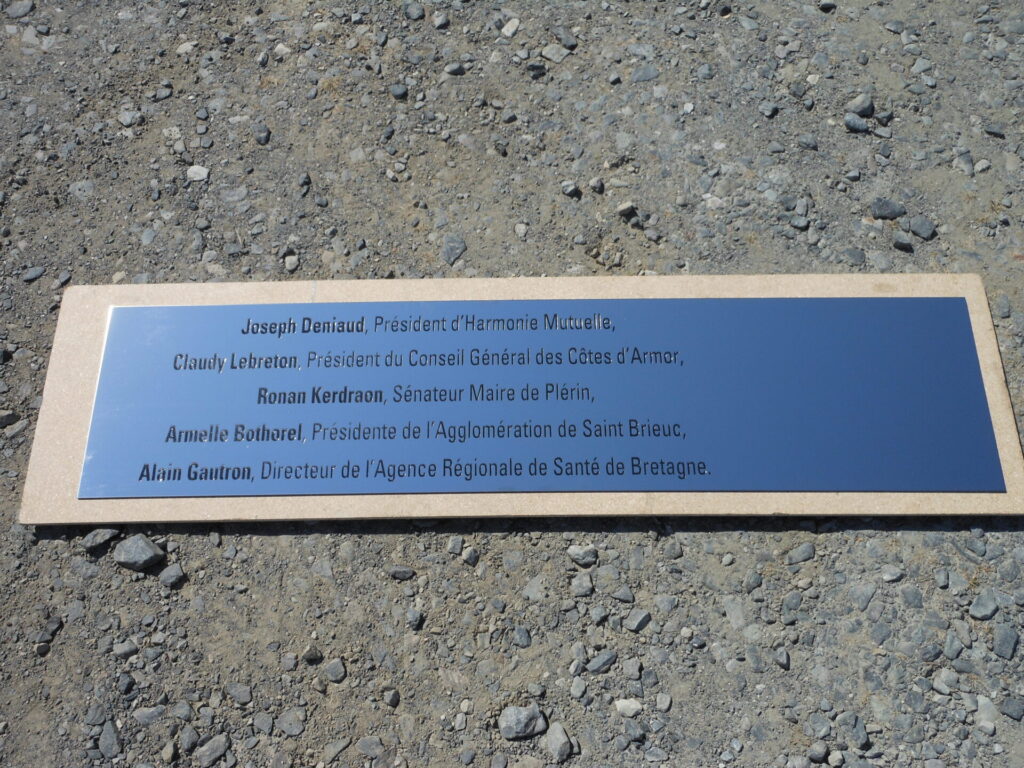 Joseph Deniaud, Président d'Harmonie Mutuelle,
Claudy Lebreton, Président du Conseil Général des Côtes d'Armor,
Ronan Kerdraon, Sénateur Maire de Plérin,
Armelle Bothorel, Présidente de l'Agglomération de Saint Brieuc,
Alain Gautron, Directeur de l'Agence Régionale de Santé de Bretagne.